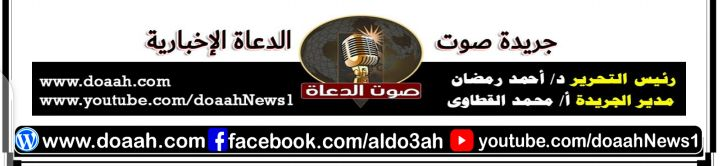 جريدة صوت الدعاة الإخبارية
صوت الدعاة
رئيس التحرير د/ أحمد رمضان www.doaah.com
مدير الجريدة أ/ محمد القطاوى www.youtube.com/doaahNews1
www.doaah.com facebook.com/aldo3ah youtube.com/doaahNews1